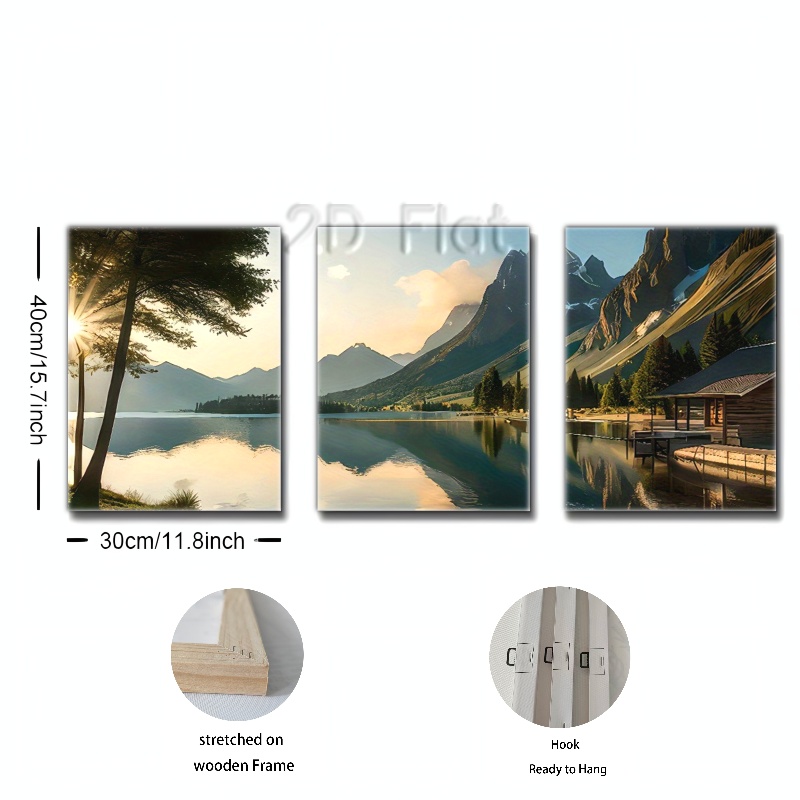 2D Flat
40cm/15.7inch
30cm/11.8inch
stretched on
wooden Frame
Hook
Ready to Hang